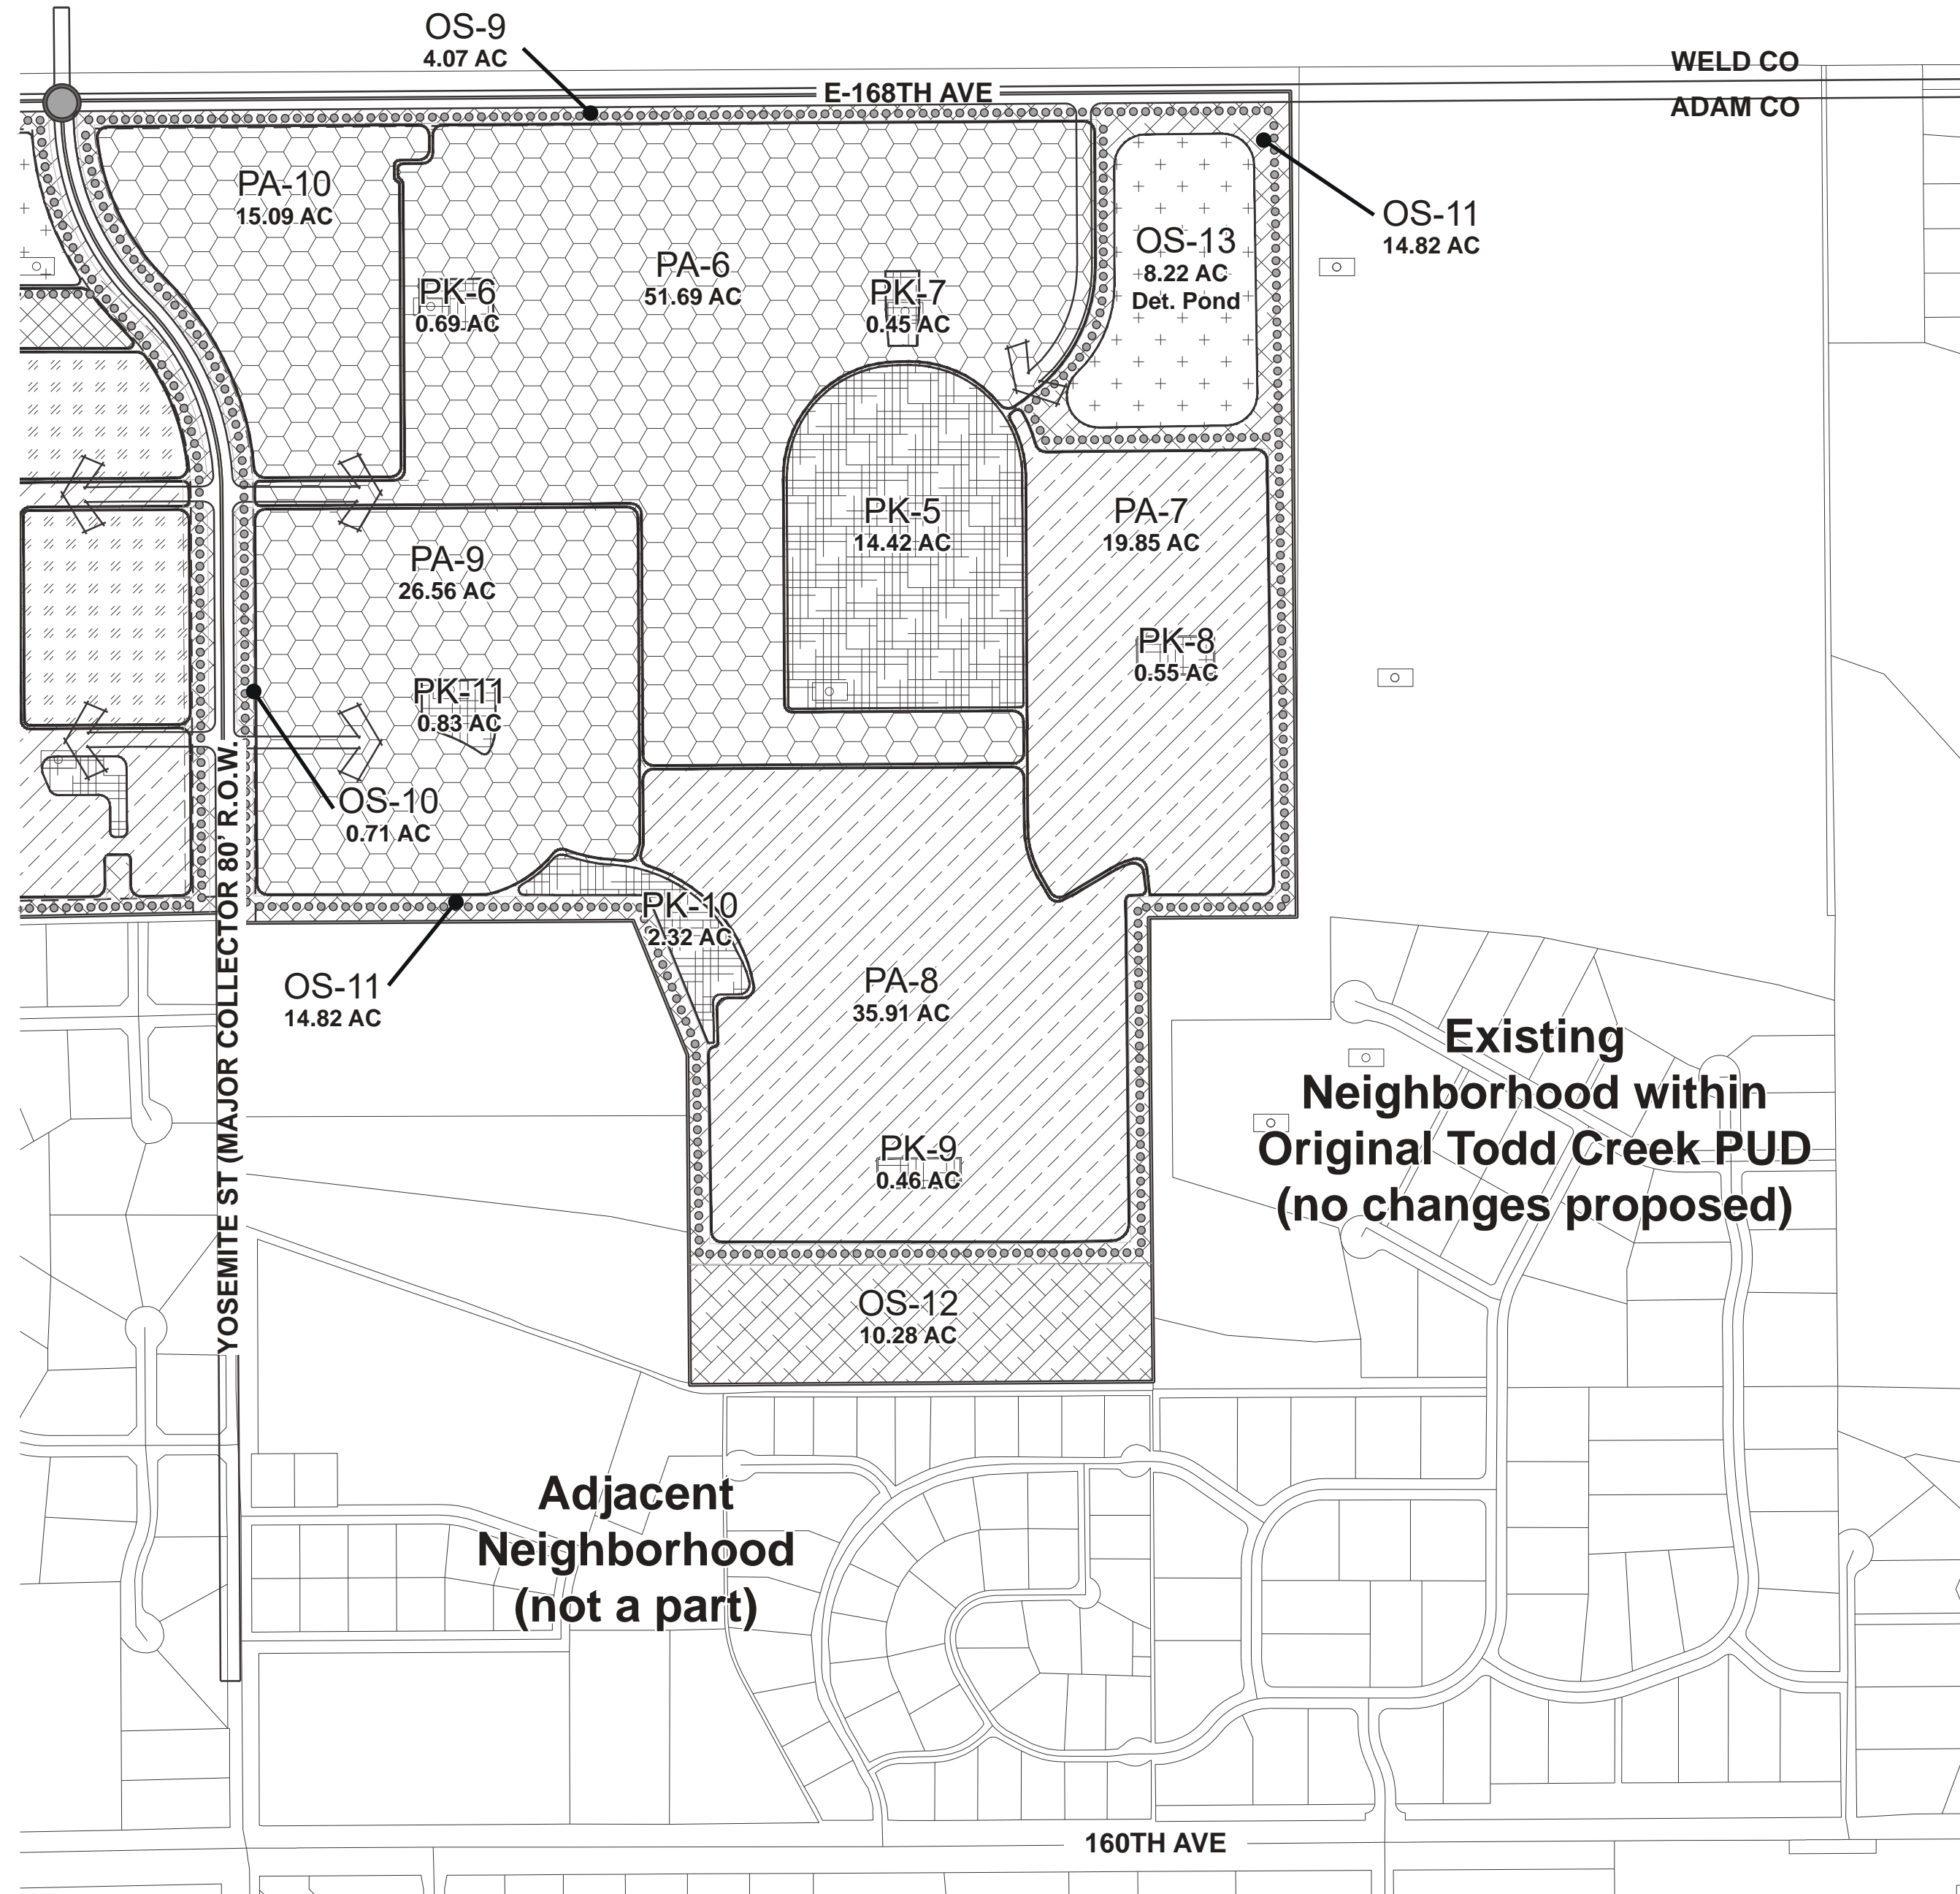 OS-9
4.07 AC
WELD CO
E-168TH AVE
ADAM CO
PA-10
15.09 AC
OS-11
14.82 AC
OS-13
8.22 AC
Det. Pond
PA-6
51.69 AC
PK-6
0.69 AC
PK-7
0.45 AC
PK-5
14.42 AC
PA-7
19.85 AC
PA-9
26.56 AC
PK-8
0.55 AC
PK-11
0.83 AC
OS-10
0.71 AC
YOSEMITE ST (MAJOR COLLECTOR 80' R.O.W.
PK-10
2.32 AC
OS-11
14.82 AC
PA-8
35.91 AC
Existing
Neighborhood within
Original Todd Creek PUD
(no changes proposed)
PK-9
0.46 AC
OS-12
10.28 AC
Adjacent
Neighborhood
(not a part)
160TH AVE